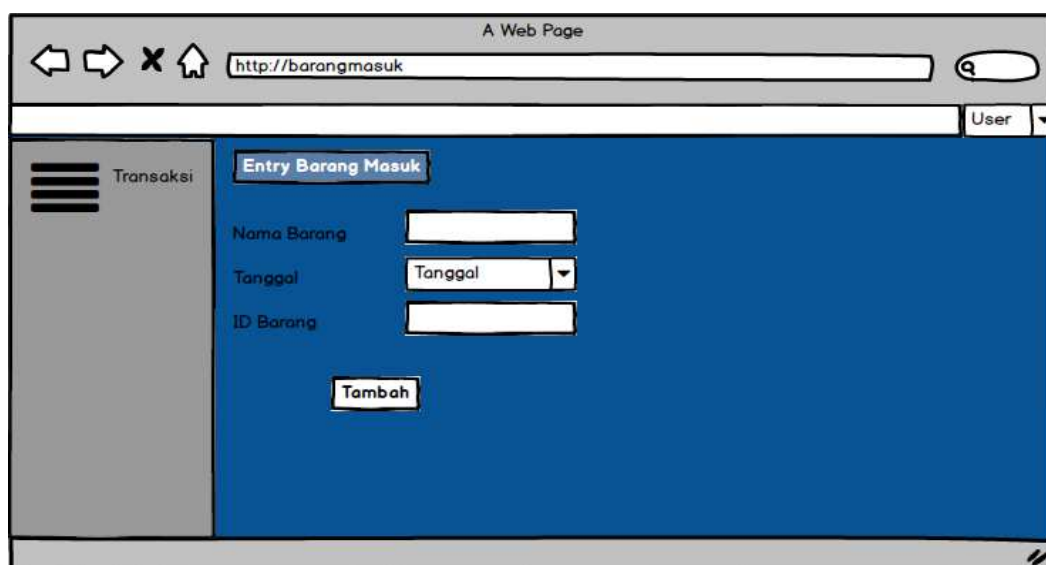 A Web Page
http://barangmasuk
User
Transaksi
Entry Barang Masuk
Nama Barang
Tanggal Tanggal
ID Barang
Tambah